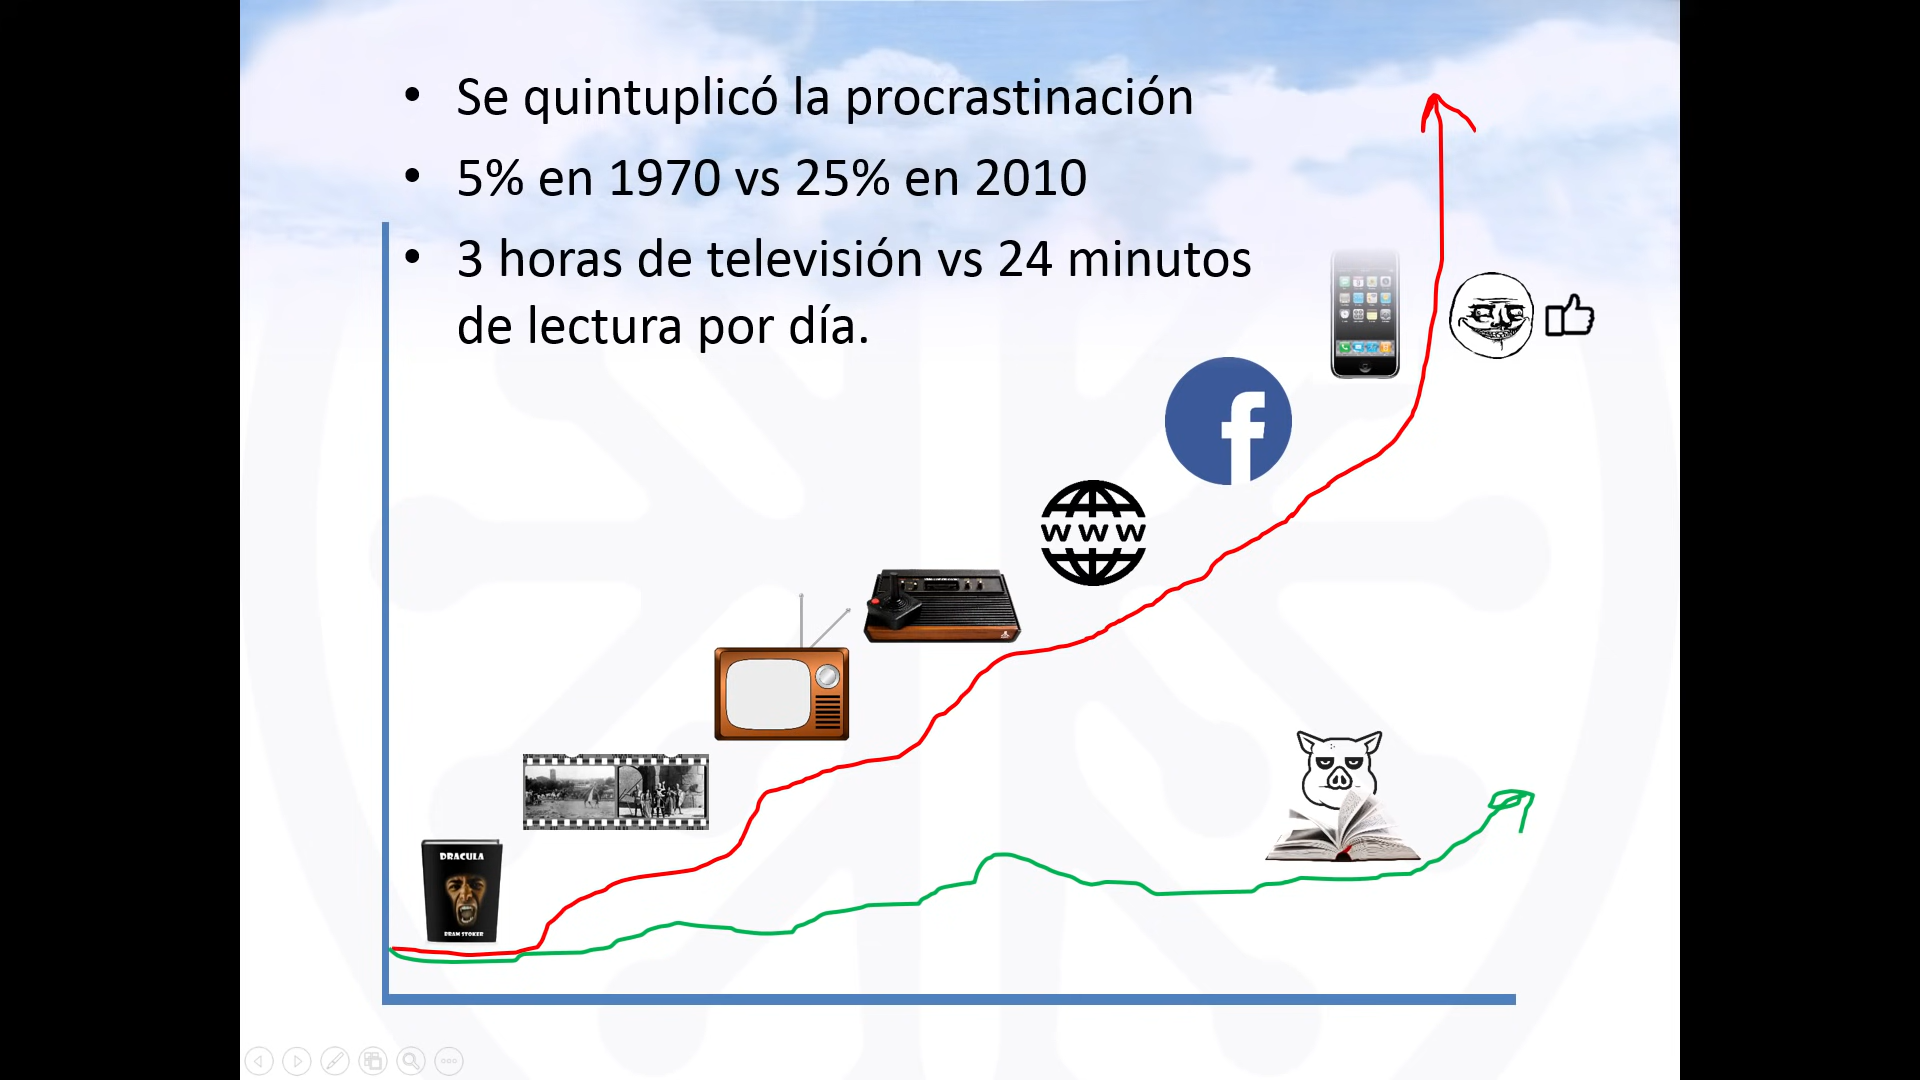 • Se quintuplicó la procrastinación
• 5% en 1970 vs 25% en 2010
• 3 horas de televisión vs 24 minutos
de lectura por día.
f
WWW
DRACULA
BRAM STOKER